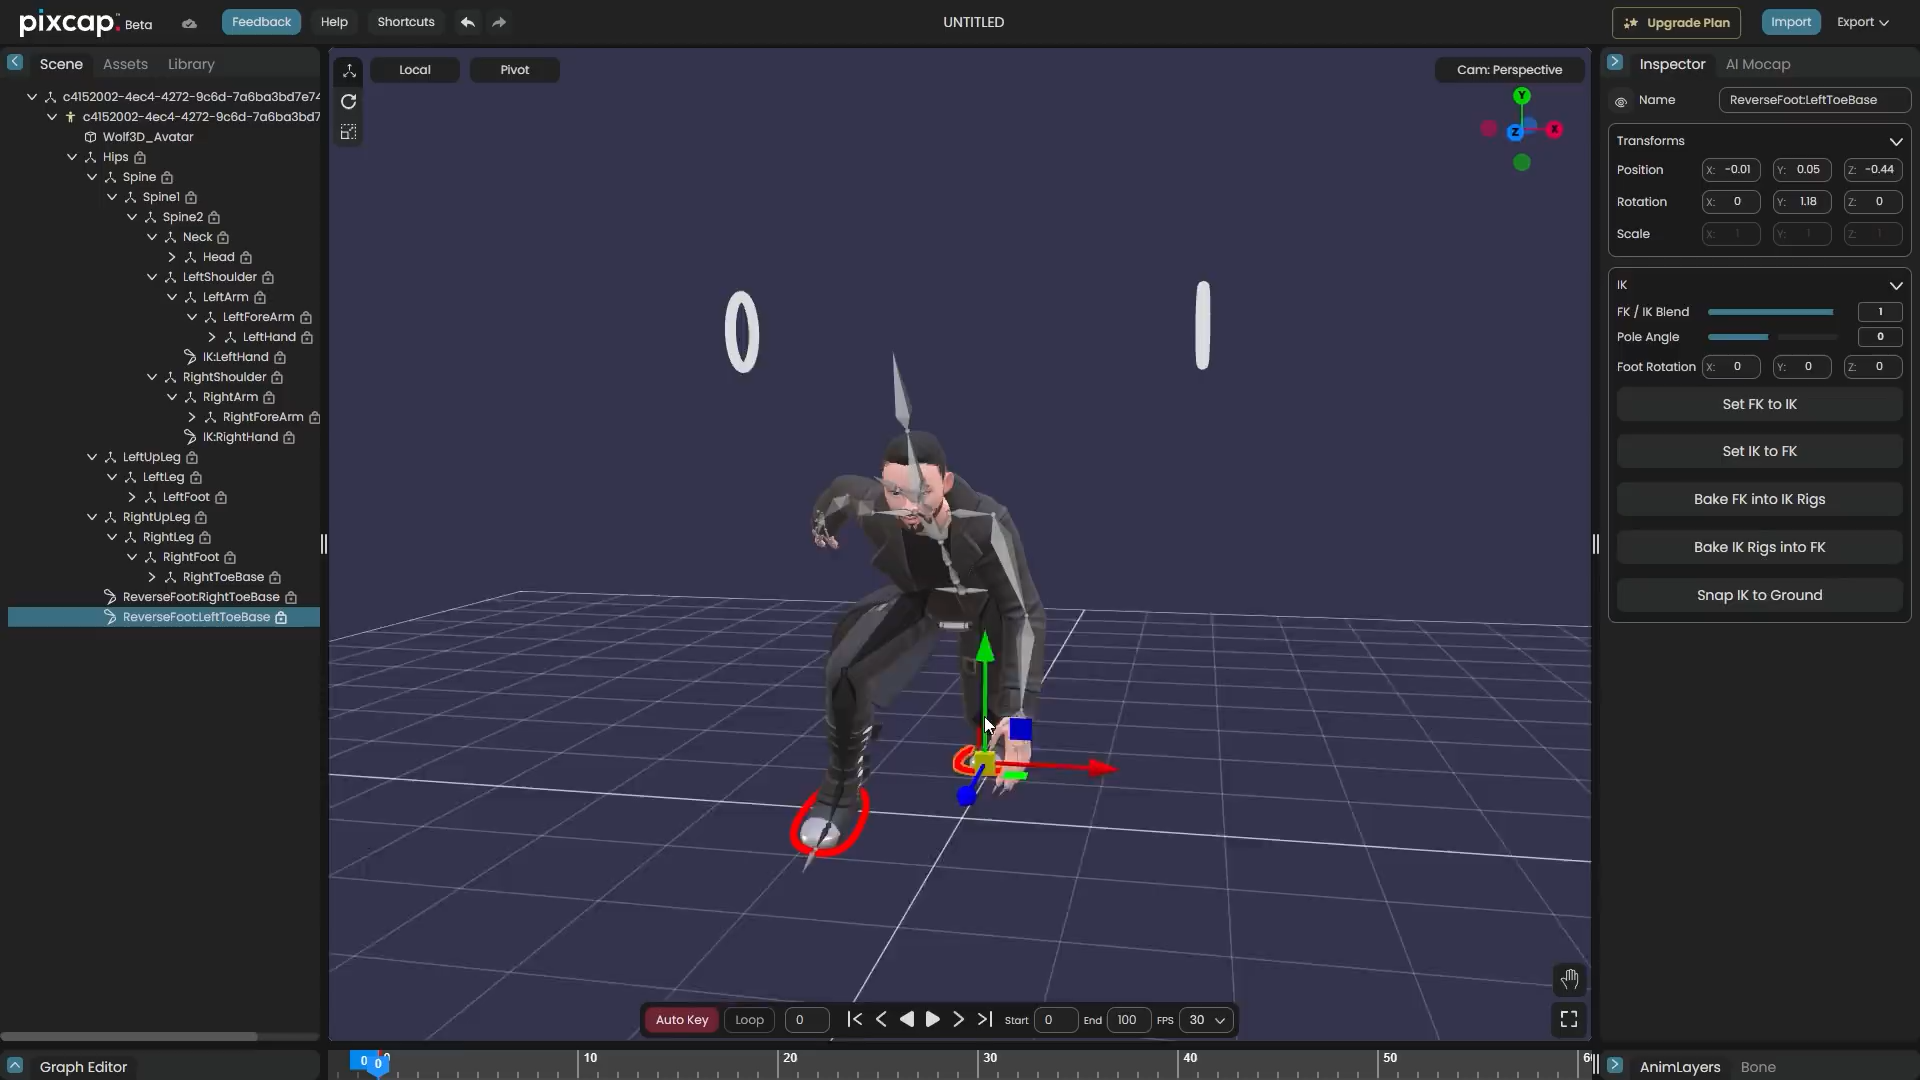 pixcap. Beta
Feedback
Help
Shortcuts
UNTITLED
Upgrade Plan
Import
Export
Scene
Assets
Library
c4152002-4ec4-4272-9c6d-7a6ba3bd7e74
c4152002-4ec4-4272-9c6d-7a6ba3bd7
Wolf3D_Avatar
Hips
Spine
Spine1
Spine2
Neck
Head
LeftShoulder
LeftArm
LeftForeArm
LeftHand
IK:LeftHand
RightShoulder
RightArm
RightForeArm
IK:RightHand
LeftUpLeg
LeftLeg
LeftFoot
RightUpLeg
RightLeg
RightFoot
RightToeBase
ReverseFoot:RightToeBase
ReverseFoot:LeftToeBase
Local
Pivot
Cam: Perspective
Y
Z
X
Inspector
AI Mocap
Name
ReverseFoot:LeftToeBase
Transforms
Position X: -0.01 Y: 0.05 Z: -0.44
Rotation X: 0 Y: 1.18 Z: 0
Scale X: 1 Y: 1 Z: 1
IK
FK / IK Blend 1
Pole Angle 0
Foot Rotation X: 0 Y: 0 Z: 0
Set FK to IK
Set IK to FK
Bake FK into IK Rigs
Bake IK Rigs into FK
Snap IK to Ground
Auto Key
Loop
0
Start 0 End 100 FPS 30
Graph Editor
0 0 10 20 30 40 50
AnimLayers
Bone